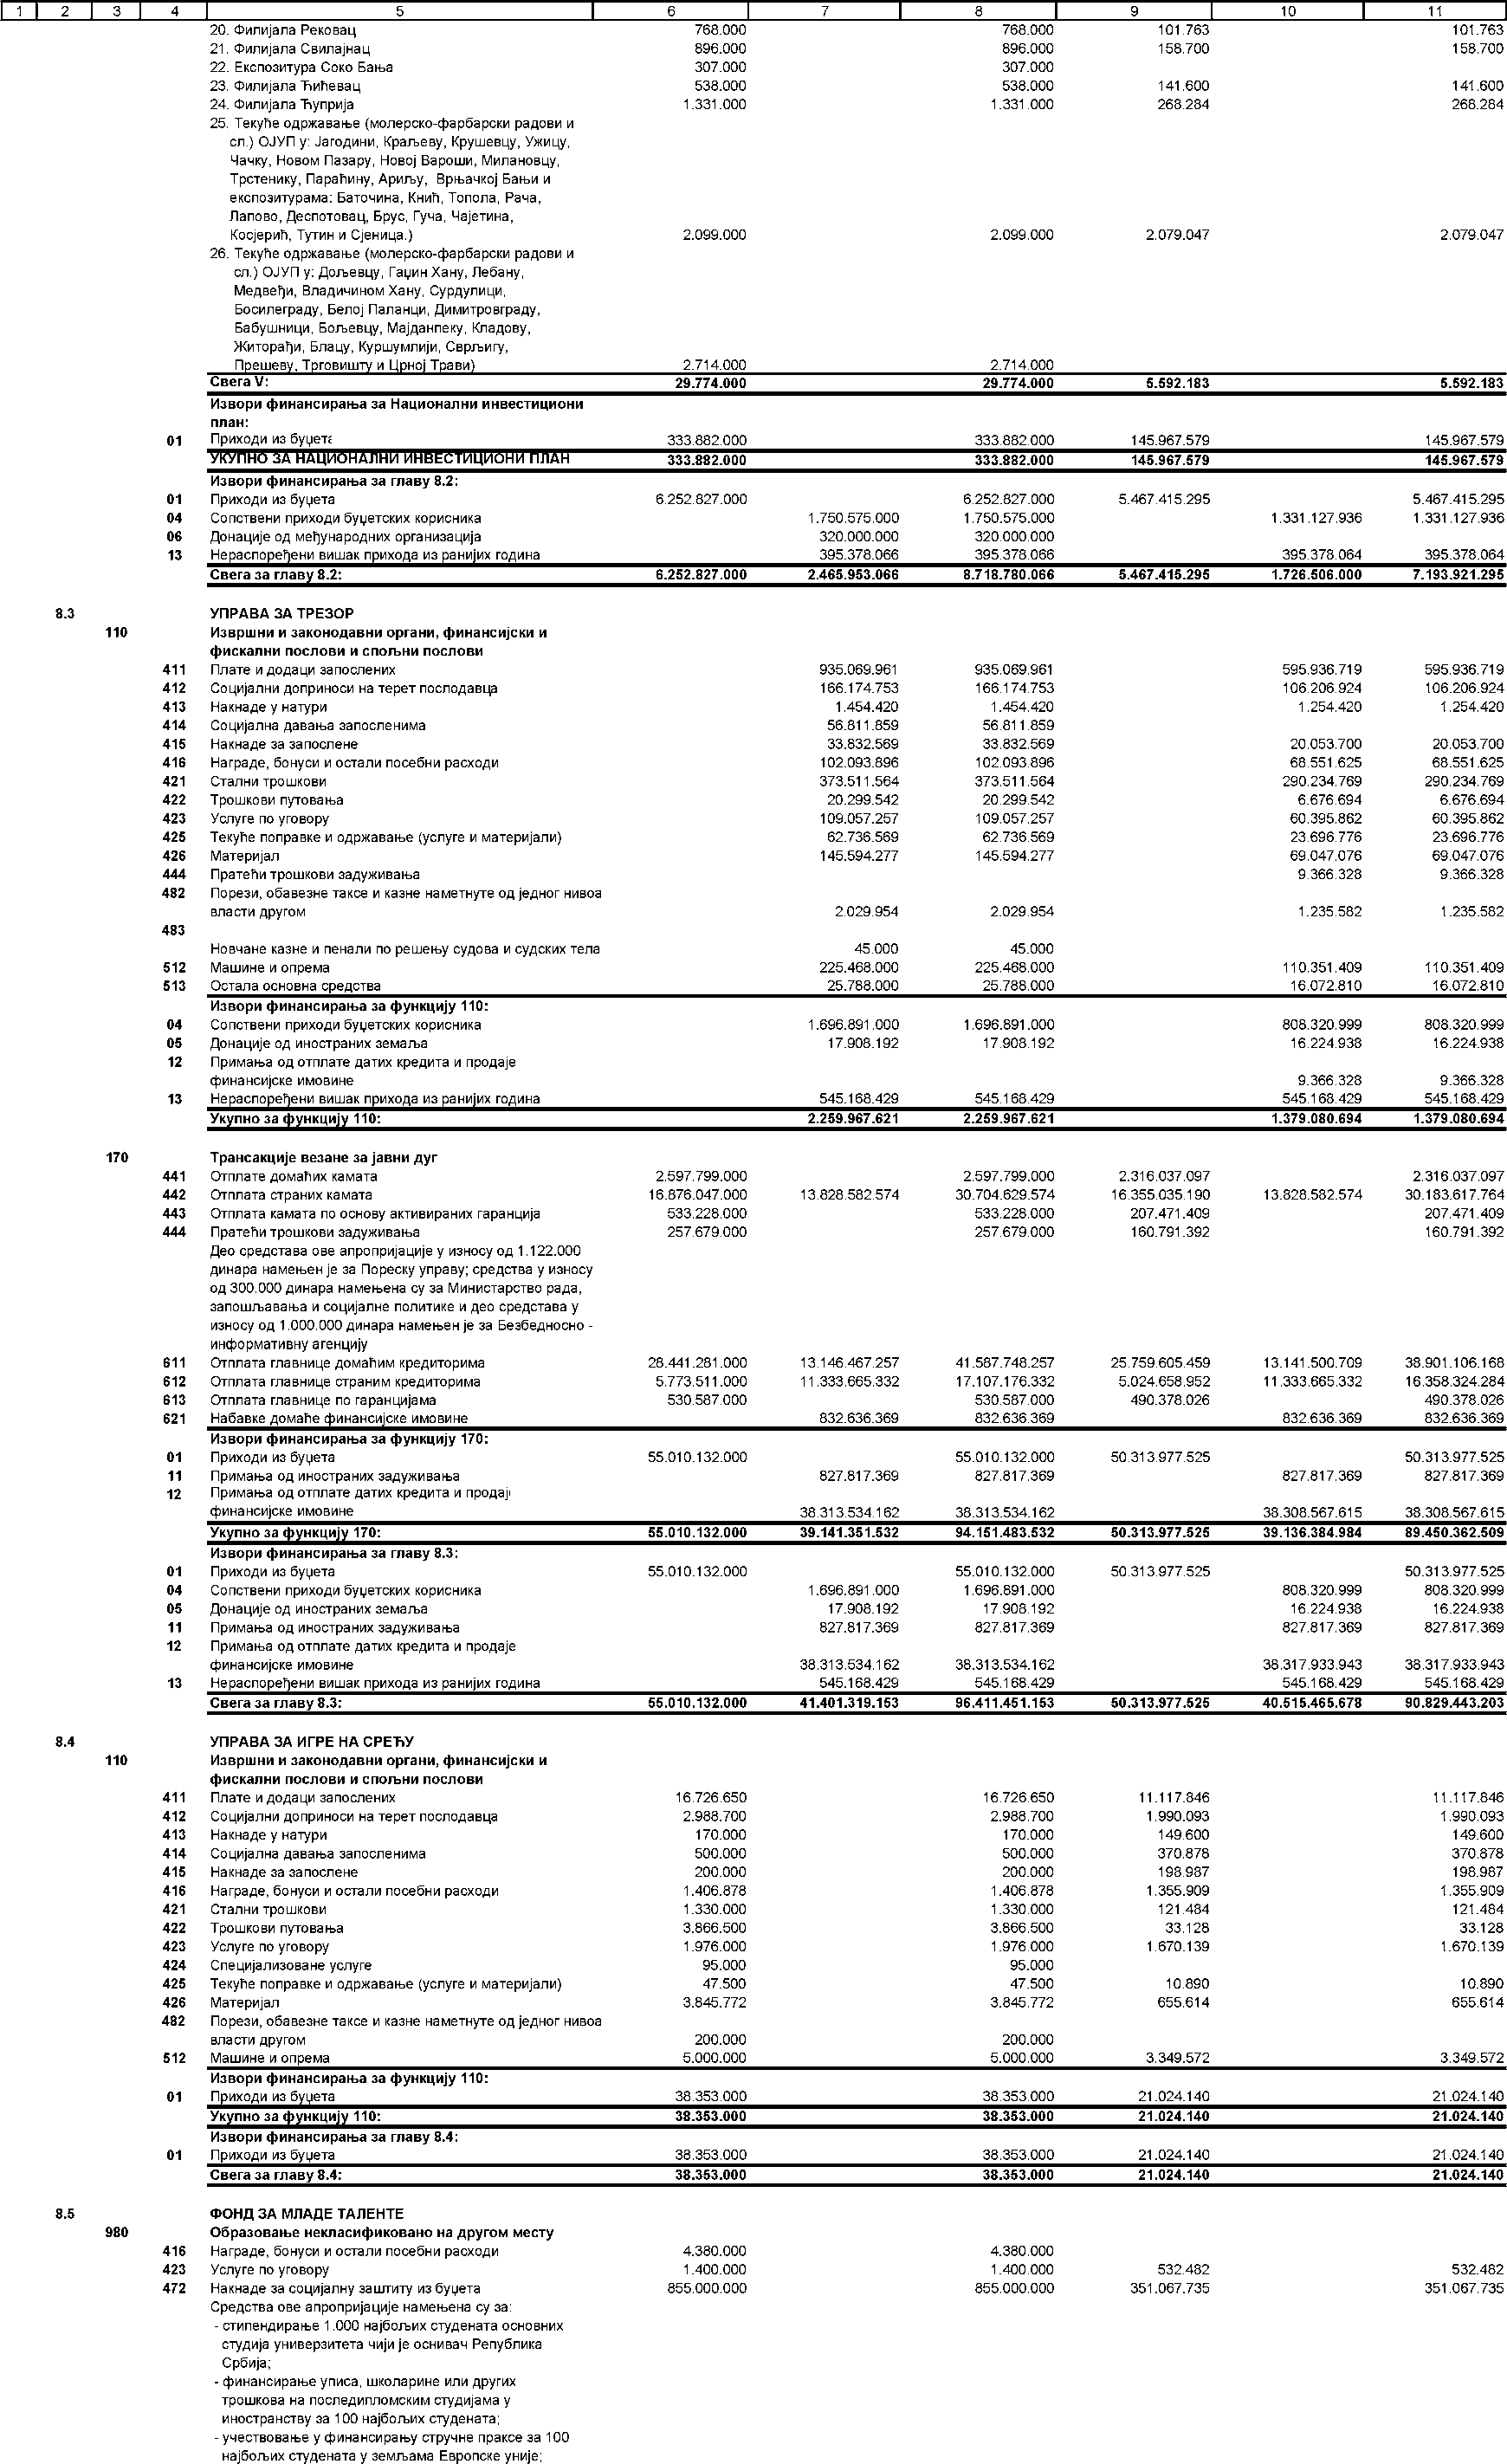 1 2 3 4 5 6 7 8 9 10 11
20. Филијала Рековац 768.000 768.000 101.763 101.763
21. Филијала Свилајнац 896.000 896.000 158.700 158.700
22. Експозитура Соко Бања 307.000 307.000
23. Филијала Ћићевац 538.000 538.000 141.600 141.600
24. Филијала Ћуприја 1.331.000 1.331.000 268.284 268.284
25. Текуће одржавање (молерско-фарбарски радови и
сл.) ОЈУП у: Јагодини, Краљеву, Крушевцу, Ужицу,
Чачку, Новом Пазару, Новој Вароши, Милановцу,
Трстенику, Параћину, Ариљу, Врњачкој Бањи и
експозитурама: Баточина, Кнић, Топола, Рача,
Лапово, Деспотовац, Брус, Гуча, Чајетина,
Косјерић, Тутин и Сјеница.) 2.099.000 2.099.000 2.079.047 2.079.047
26. Текуће одржавање (молерско-фарбарски радови и
сл.) ОЈУП у: Дољевцу, Гаџин Хану, Лебану,
Медвеђи, Владичином Хану, Сурдулици,
Босилеграду, Белој Паланци, Димитровграду,
Бабушници, Бољевцу, Мајданпеку, Кладову,
Житорађи, Блацу, Куршумлији, Сврљигу,
Прешеву, Трговишту и Црној Трави) 2.714.000 2.714.000
Свега V: 29.774.000 29.774.000 5.592.183 5.592.183
Извори финансирања за Национални инвестициони
план:
01 Приходи из буџета 333.882.000 333.882.000 145.967.579 145.967.579
УКУПНО ЗА НАЦИОНАЛНИ ИНВЕСТИЦИОНИ ПЛАН 333.882.000 333.882.000 145.967.579 145.967.579
Извори финансирања за главу 8.2:
01 Приходи из буџета 6.252.827.000 6.252.827.000 5.467.415.295 5.467.415.295
04 Сопствени приходи буџетских корисника 1.750.575.000 1.750.575.000 1.331.127.936 1.331.127.936
06 Донације од међународних организација 320.000.000 320.000.000
13 Нераспоређени вишак прихода из ранијих година 395.378.066 395.378.066 395.378.064 395.378.064
Свега за главу 8.2: 6.252.827.000 2.465.953.066 8.718.780.066 5.467.415.295 1.726.506.000 7.193.921.295
8.3 УПРАВА ЗА ТРЕЗОР
110 Извршни и законодавни органи, финансијски и
фискални послови и спољни послови
411 Плате и додаци запослених 935.069.961 935.069.961 595.936.719 595.936.719
412 Социјални доприноси на терет послодавца 166.174.753 166.174.753 106.206.924 106.206.924
413 Накнаде у натури 1.454.420 1.454.420 1.254.420 1.254.420
414 Социјална давања запосленима 56.811.859 56.811.859
415 Накнаде за запослене 33.832.569 33.832.569 20.053.700 20.053.700
416 Награде, бонуси и остали посебни расходи 102.093.896 102.093.896 68.551.625 68.551.625
421 Стални трошкови 373.511.564 373.511.564 290.234.769 290.234.769
422 Трошкови путовања 20.299.542 20.299.542 6.676.694 6.676.694
423 Услуге по уговору 109.057.257 109.057.257 60.395.862 60.395.862
425 Текуће поправке и одржавање (услуге и материјали) 62.736.569 62.736.569 23.696.776 23.696.776
426 Материјал 145.594.277 145.594.277 69.047.076 69.047.076
444 Пратећи трошкови задуживања 9.366.328 9.366.328
482 Порези, обавезне таксе и казне наметнуте од једног нивоа
власти другом 2.029.954 2.029.954 1.235.582 1.235.582
483
Новчане казне и пенали по решењу судова и судских тела 45.000 45.000
512 Машине и опрема 225.468.000 225.468.000 110.351.409 110.351.409
513 Остала основна средства 25.788.000 25.788.000 16.072.810 16.072.810
Извори финансирања за функцију 110:
04 Сопствени приходи буџетских корисника 1.696.891.000 1.696.891.000 808.320.999 808.320.999
05 Донације од иностраних земаља 17.908.192 17.908.192 16.224.938 16.224.938
12 Примања од отплате датих кредита и продаје
финансијске имовине 9.366.328 9.366.328
13 Нераспоређени вишак прихода из ранијих година 545.168.429 545.168.429 545.168.429 545.168.429
Укупно за функцију 110: 2.259.967.621 2.259.967.621 1.379.080.694 1.379.080.694
170 Трансакције везане за јавни дуг
441 Отплате домаћих камата 2.597.799.000 2.597.799.000 2.316.037.097 2.316.037.097
442 Отплата страних камата 16.876.047.000 13.828.582.574 30.704.629.574 16.355.035.190 13.828.582.574 30.183.617.764
443 Отплата камата по основу активираних гаранција 533.228.000 533.228.000 207.471.409 207.471.409
444 Пратећи трошкови задуживања 257.679.000 257.679.000 160.791.392 160.791.392
Део средстава ове апропријације у износу од 1.122.000
динара намењен је за Пореску управу; средства у износу
од 300.000 динара намењена су за Министарство рада,
запошљавања и социјалне политике и део средстава у
износу од 1.000.000 динара намењен је за Безбедносно -
информативну агенцију
611 Отплата главнице домаћим кредиторима 28.441.281.000 13.146.467.257 41.587.748.257 25.759.605.459 13.141.500.709 38.901.106.168
612 Отплата главнице страним кредиторима 5.773.511.000 11.333.665.332 17.107.176.332 5.024.658.952 11.333.665.332 16.358.324.284
613 Отплата главнице по гаранцијама 530.587.000 530.587.000 490.378.026 490.378.026
621 Набавке домаће финансијске имовине 832.636.369 832.636.369 832.636.369 832.636.369
Извори финансирања за функцију 170:
01 Приходи из буџета 55.010.132.000 55.010.132.000 50.313.977.525 50.313.977.525
11 Примања од иностраних задуживања 827.817.369 827.817.369 827.817.369 827.817.369
12 Примања од отплате датих кредита и продај
финансијске имовине 38.313.534.162 38.313.534.162 38.308.567.615 38.308.567.615
Укупно за функцију 170: 55.010.132.000 39.141.351.532 94.151.483.532 50.313.977.525 39.136.384.984 89.450.362.509
Извори финансирања за главу 8.3:
01 Приходи из буџета 55.010.132.000 55.010.132.000 50.313.977.525 50.313.977.525
04 Сопствени приходи буџетских корисника 1.696.891.000 1.696.891.000 808.320.999 808.320.999
05 Донације од иностраних земаља 17.908.192 17.908.192 16.224.938 16.224.938
11 Примања од иностраних задуживања 827.817.369 827.817.369 827.817.369 827.817.369
12 Примања од отплате датих кредита и продаје
финансијске имовине 38.313.534.162 38.313.534.162 38.317.933.943 38.317.933.943
13 Нераспоређени вишак прихода из ранијих година 545.168.429 545.168.429 545.168.429 545.168.429
Свега за главу 8.3: 55.010.132.000 41.401.319.153 96.411.451.153 50.313.977.525 40.515.465.678 90.829.443.203
8.4 УПРАВА ЗА ИГРЕ НА СРЕЋУ
110 Извршни и законодавни органи, финансијски и
фискални послови и спољни послови
411 Плате и додаци запослених 16.726.650 16.726.650 11.117.846 11.117.846
412 Социјални доприноси на терет послодавца 2.988.700 2.988.700 1.990.093 1.990.093
413 Накнаде у натури 170.000 170.000 149.600 149.600
414 Социјална давања запосленима 500.000 500.000 370.878 370.878
415 Накнаде за запослене 200.000 200.000 198.987 198.987
416 Награде, бонуси и остали посебни расходи 1.406.878 1.406.878 1.355.909 1.355.909
421 Стални трошкови 1.330.000 1.330.000 121.484 121.484
422 Трошкови путовања 3.866.500 3.866.500 33.128 33.128
423 Услуге по уговору 1.976.000 1.976.000 1.670.139 1.670.139
424 Специјализоване услуге 95.000 95.000
425 Текуће поправке и одржавање (услуге и материјали) 47.500 47.500 10.890 10.890
426 Материјал 3.845.772 3.845.772 655.614 655.614
482 Порези, обавезне таксе и казне наметнуте од једног нивоа
власти другом 200.000 200.000
512 Машине и опрема 5.000.000 5.000.000 3.349.572 3.349.572
Извори финансирања за функцију 110:
01 Приходи из буџета 38.353.000 38.353.000 21.024.140 21.024.140
Укупно за функцију 110: 38.353.000 38.353.000 21.024.140 21.024.140
Извори финансирања за главу 8.4:
01 Приходи из буџета 38.353.000 38.353.000 21.024.140 21.024.140
Свега за главу 8.4: 38.353.000 38.353.000 21.024.140 21.024.140
8.5 ФОНД ЗА МЛАДЕ ТАЛЕНТЕ
980 Образовање некласификовано на другом месту
416 Награде, бонуси и остали посебни расходи 4.380.000 4.380.000
423 Услуге по уговору 1.400.000 1.400.000 532.482 532.482
472 Накнаде за социјалну заштиту из буџета 855.000.000 855.000.000 351.067.735 351.067.735
Средства ове апропријације намењена су за:
- стипендирање 1.000 најбољих студената основних
студија универзитета чији је оснивач Република
Србија;
- финансирање уписа, школарине или других
трошкова на последипломским студијама у
иностранству за 100 најбољих студената;
- учествовање у финансирању стручне праксе за 100
најбољих студената у земљама Европске уније;